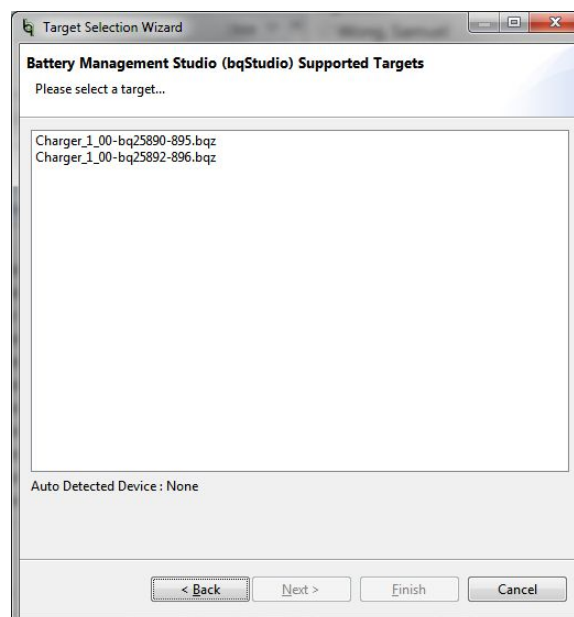 Target Selection Wizard
Battery Management Studio (bqStudio) Supported Targets
Please select a target...
Charger_1_00-bq25890-895.bqz
Charger_1_00-bq25892-896.bqz
Auto Detected Device : None
< Back Next > Finish Cancel